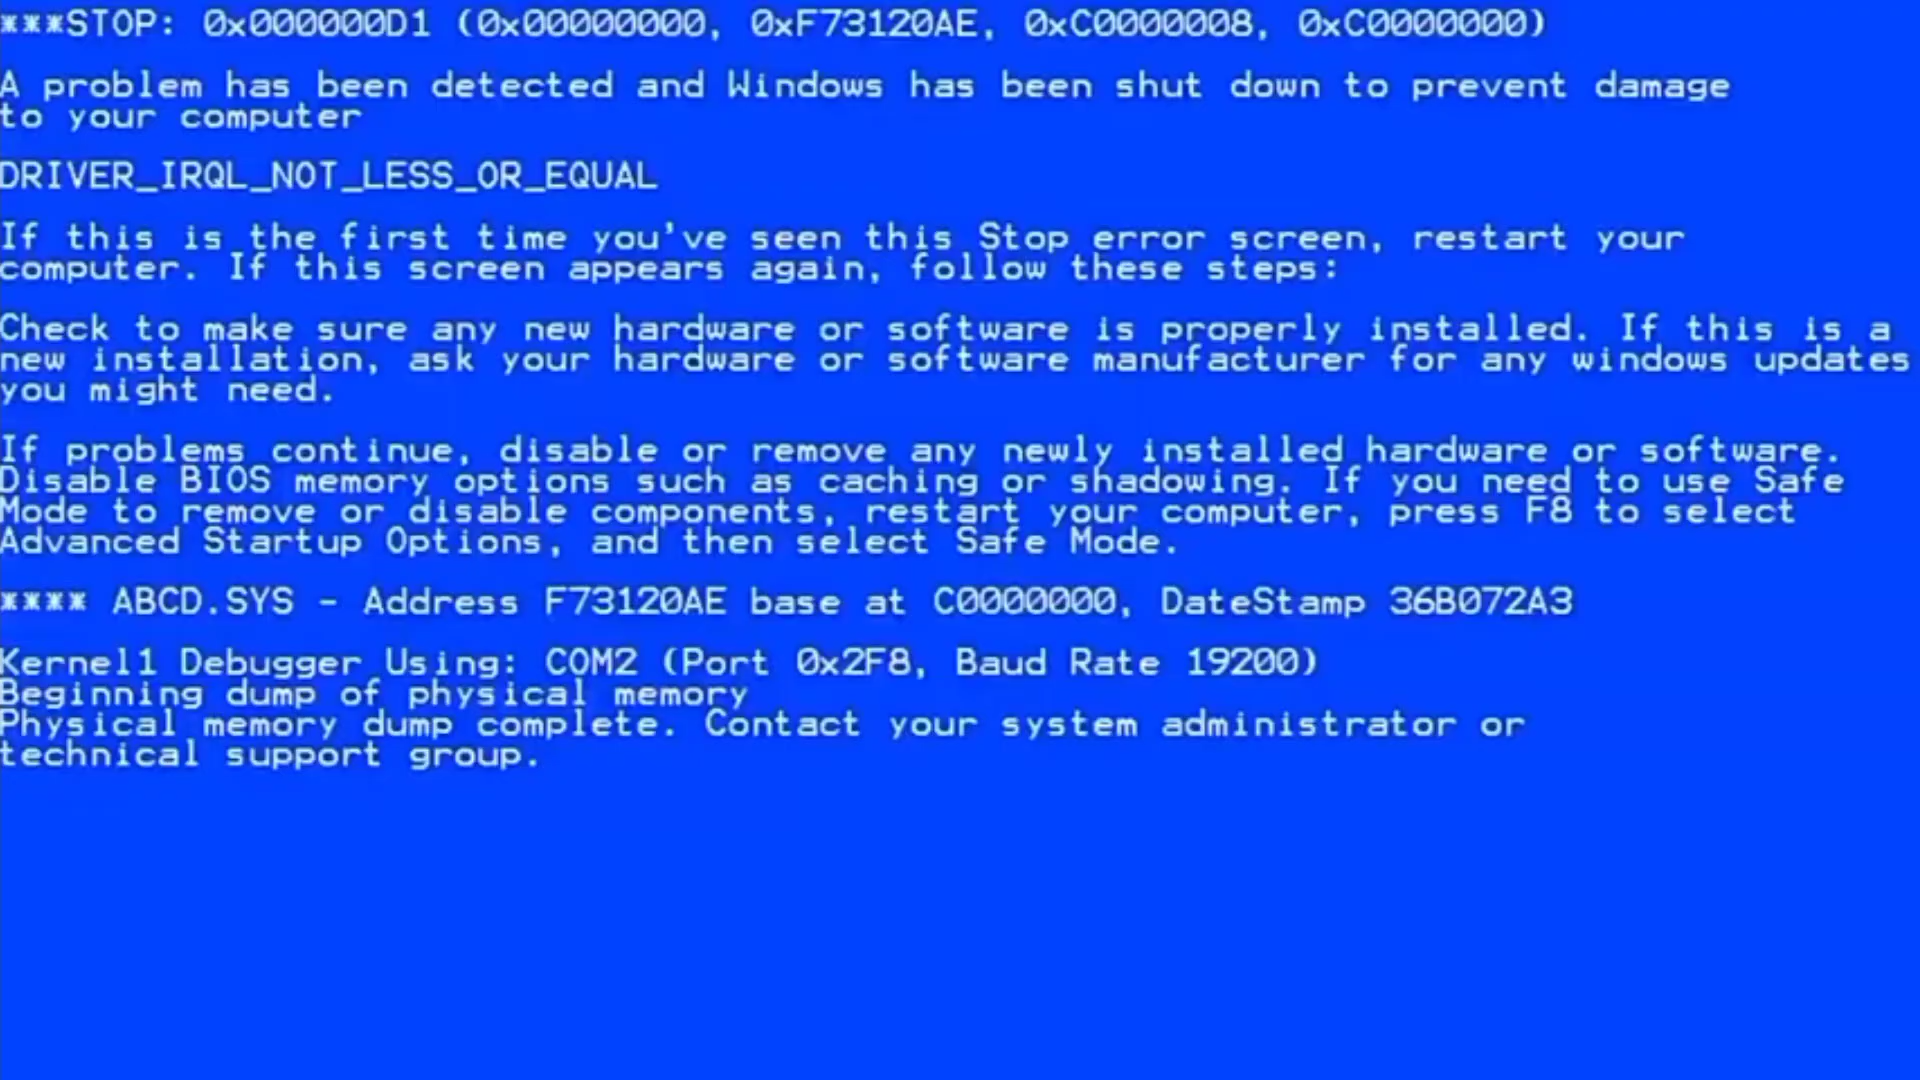 ***STOP: 0x000000D1 (0x00000000, 0xF73120AE, 0xC0000008, 0xC0000000)
A problem has been detected and Windows has been shut down to prevent damage
to your computer
DRIVER_IRQL_NOT_LESS_OR_EQUAL
If this is the first time you've seen this Stop error screen, restart your
computer. If this screen appears again, follow these steps:
Check to make sure any new hardware or software is properly installed. If this is a
new installation, ask your hardware or software manufacturer for any windows updates
you might need.
If problems continue, disable or remove any newly installed hardware or software.
Disable BIOS memory options such as caching or shadowing. If you need to use Safe
Mode to remove or disable components, restart your computer, press F8 to select
Advanced Startup Options, and then select Safe Mode.
**** ABCD.SYS - Address F73120AE base at C0000000, DateStamp 36B072A3
Kernel1 Debugger Using: COM2 (Port 0x2F8, Baud Rate 19200)
Beginning dump of physical memory
Physical memory dump complete. Contact your system administrator or
technical support group.